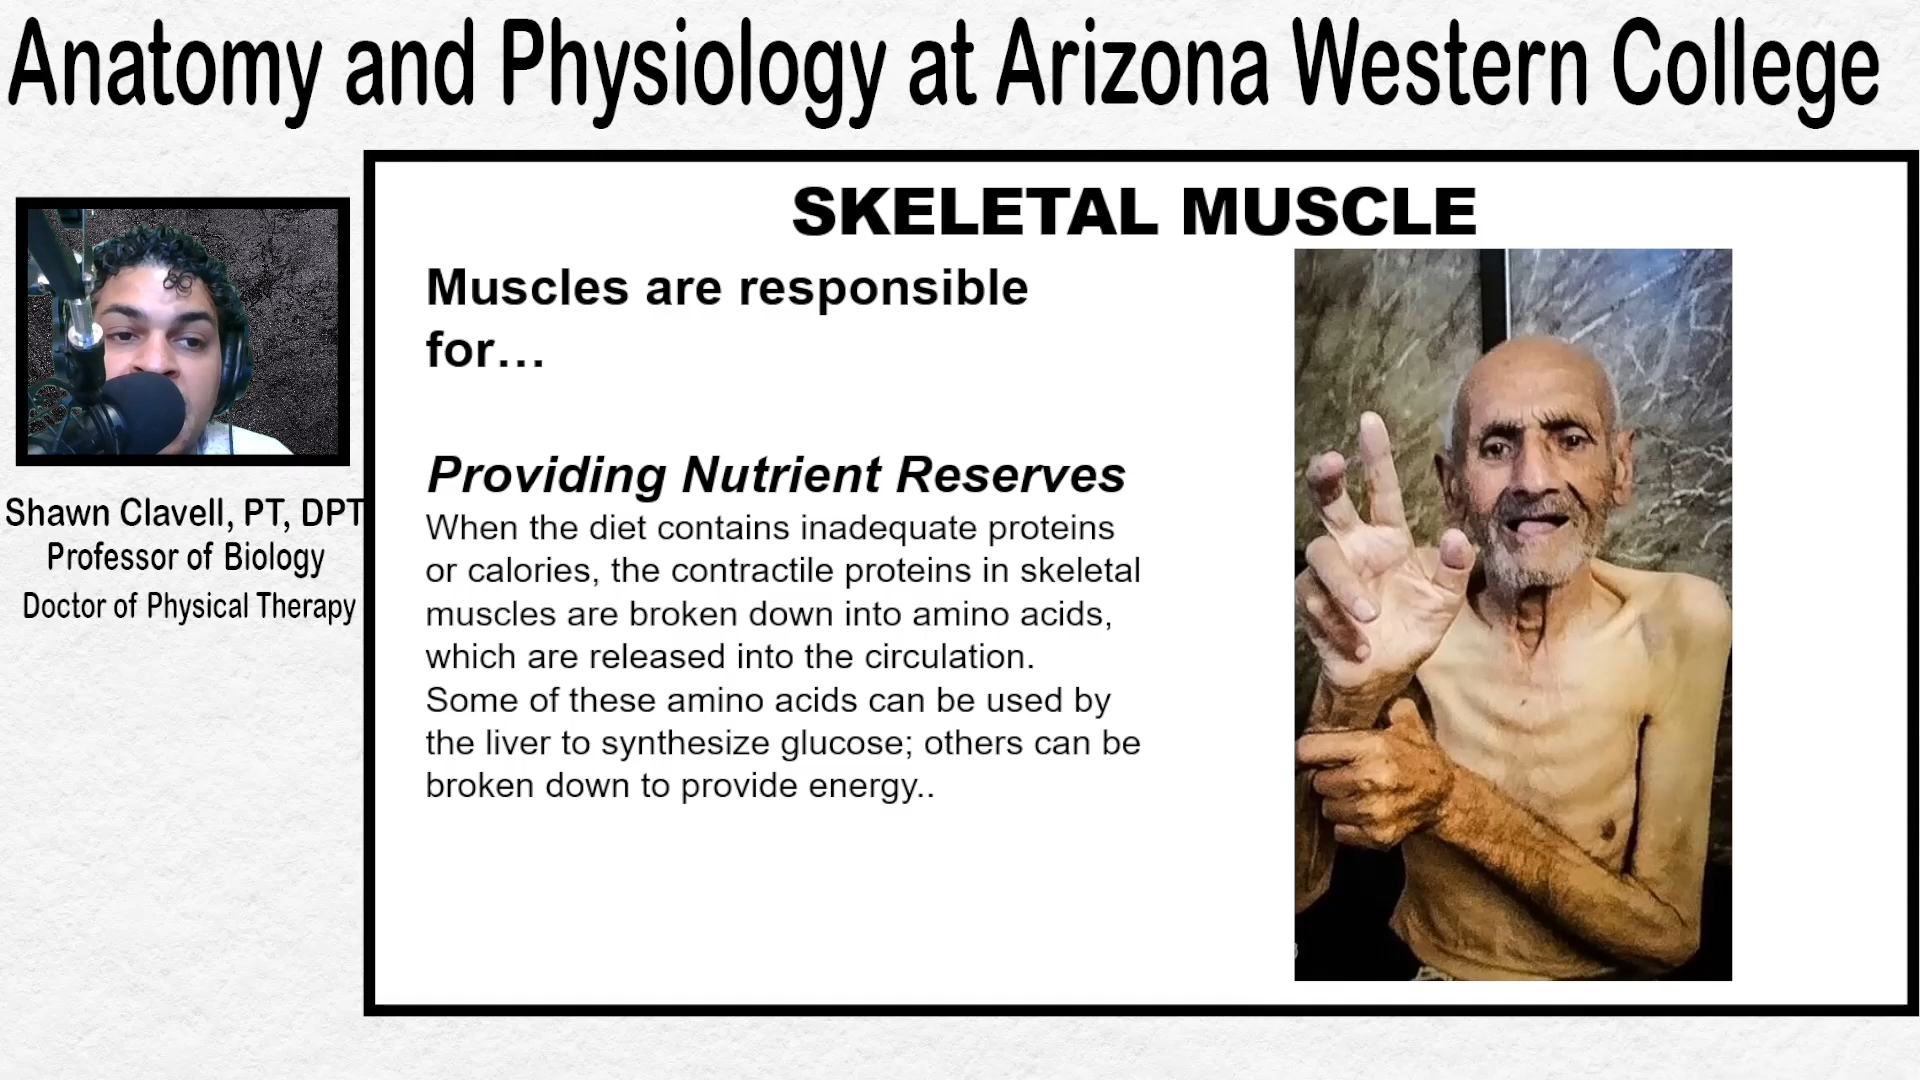 Anatomy and Physiology at Arizona Western College
Shawn Clavell, PT, DPT
Professor of Biology
Doctor of Physical Therapy
SKELETAL MUSCLE
Muscles are responsible
for…
Providing Nutrient Reserves
When the diet contains inadequate proteins
or calories, the contractile proteins in skeletal
muscles are broken down into amino acids,
which are released into the circulation.
Some of these amino acids can be used by
the liver to synthesize glucose; others can be
broken down to provide energy..